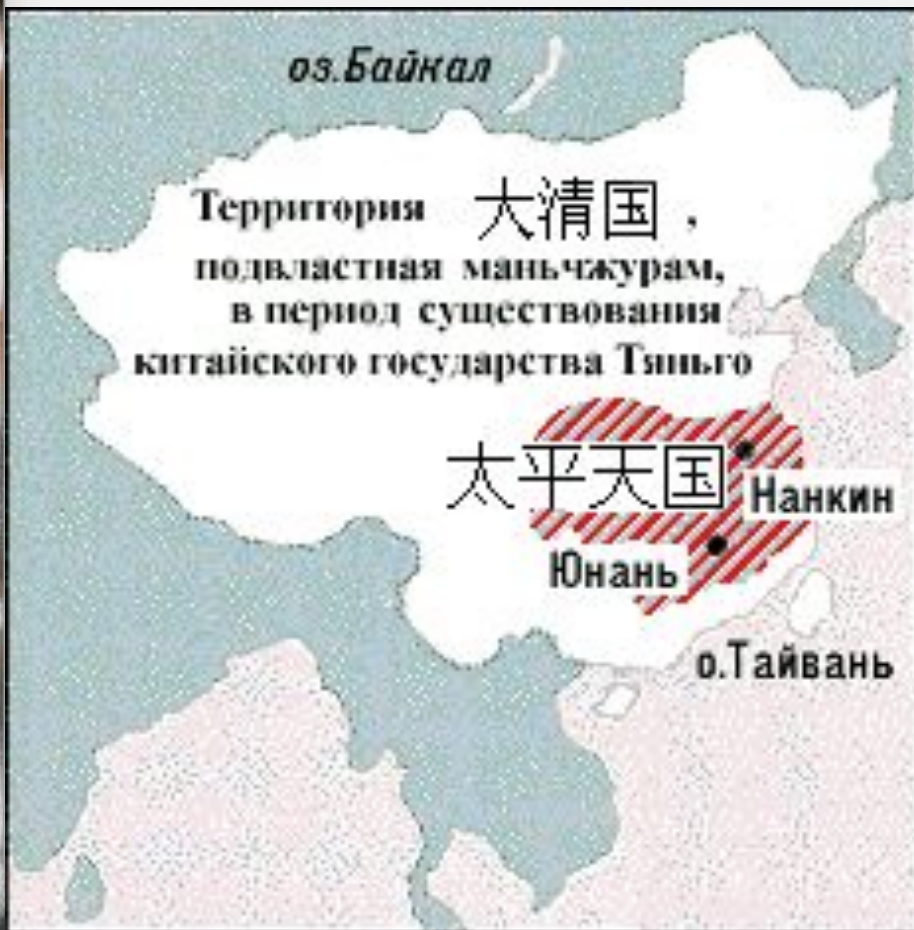 оз.Байкал
Территория 大清国 ,
подвластная маньчжурам,
в период существования
китайского государства Тяньго
太平天国
Нанкин
Юнань
о.Тайвань